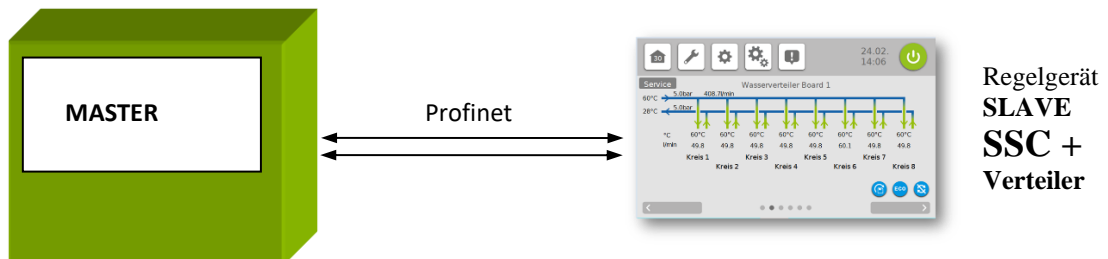 MASTER
Profinet
30
24.02.
14:06
Service
Wasserverteiler Board 1
60°C
5.0bar 408.7l/min
28°C
5.0bar
°C 60°C 60°C 60°C 60°C 60°C 60°C 60°C 60°C
l/min 49.8 49.8 49.8 49.8 49.8 60.1 49.8 49.8
Kreis 1 Kreis 3 Kreis 5 Kreis 7
Kreis 2 Kreis 4 Kreis 6 Kreis 8
ECO
Regelgerät
SLAVE
SSC +
Verteiler